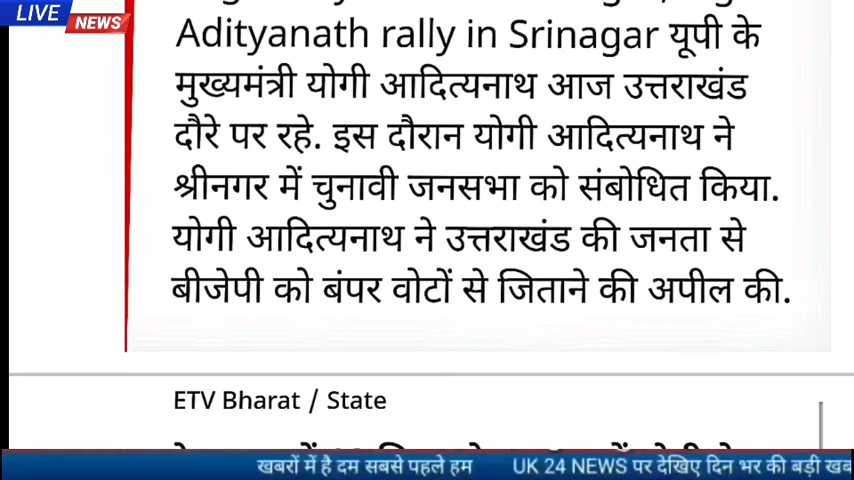 LIVE NEWS
Adityanath rally in Srinagar यूपी के
मुख्यमंत्री योगी आदित्यनाथ आज उत्तराखंड
दौरे पर रहे. इस दौरान योगी आदित्यनाथ ने
श्रीनगर में चुनावी जनसभा को संबोधित किया.
योगी आदित्यनाथ ने उत्तराखंड की जनता से
बीजेपी को बंपर वोटों से जिताने की अपील की.
ETV Bharat / State
खबरों में है दम सबसे पहले हम UK 24 NEWS पर देखिए दिन भर की बड़ी